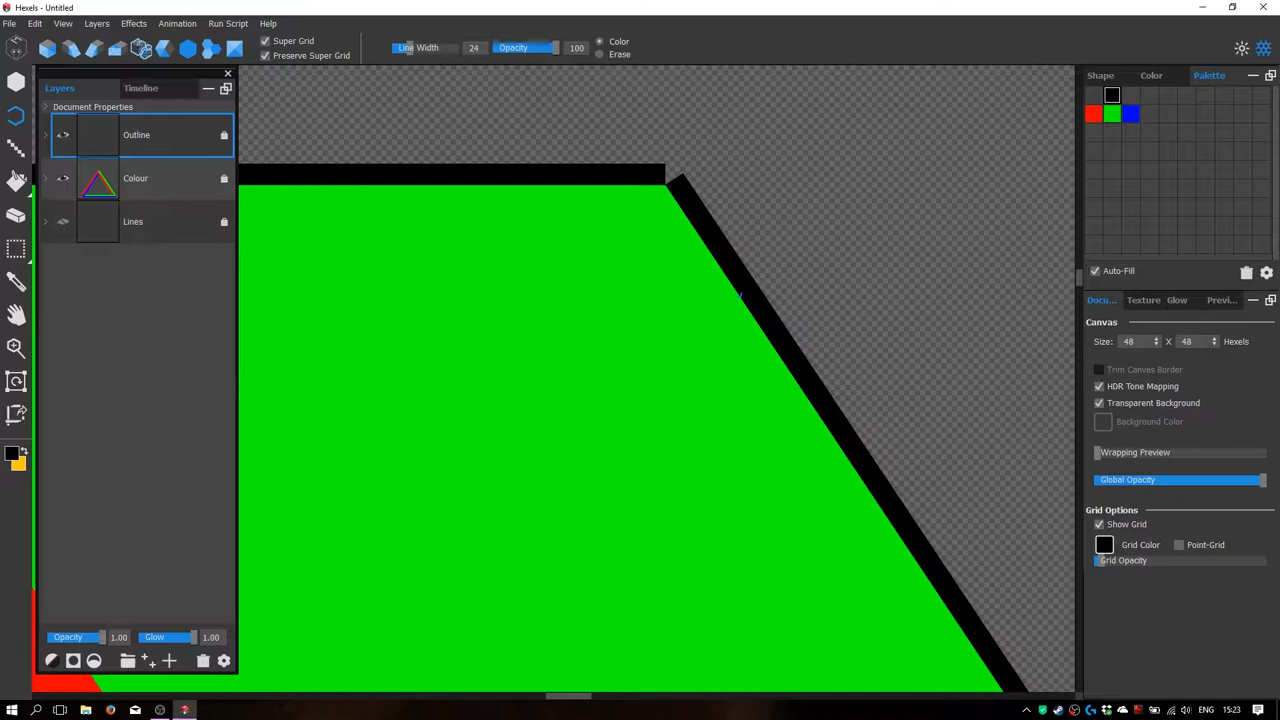 Hexels - Untitled
File Edit View Layers Effects Animation Run Script Help
Super Grid
Preserve Super Grid
Line Width 24 Opacity 100
Color
Erase
Layers Timeline
Document Properties
Outline
Colour
Lines
Opacity 1.00 Glow 1.00
Shape Color Palette
Auto-Fill
Docu... Texture Glow Previ...
Canvas
Size: 48 X 48 Hexels
Trim Canvas Border
HDR Tone Mapping
Transparent Background
Background Color
Wrapping Preview
Global Opacity
Grid Options
Show Grid
Grid Color Point-Grid
Grid Opacity
ENG 15:23